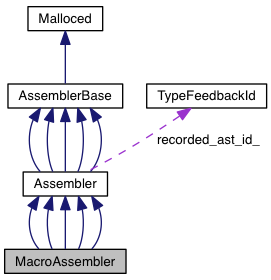 Malloced
AssemblerBase
TypeFeedbackId
recorded_ast_id_
Assembler
MacroAssembler